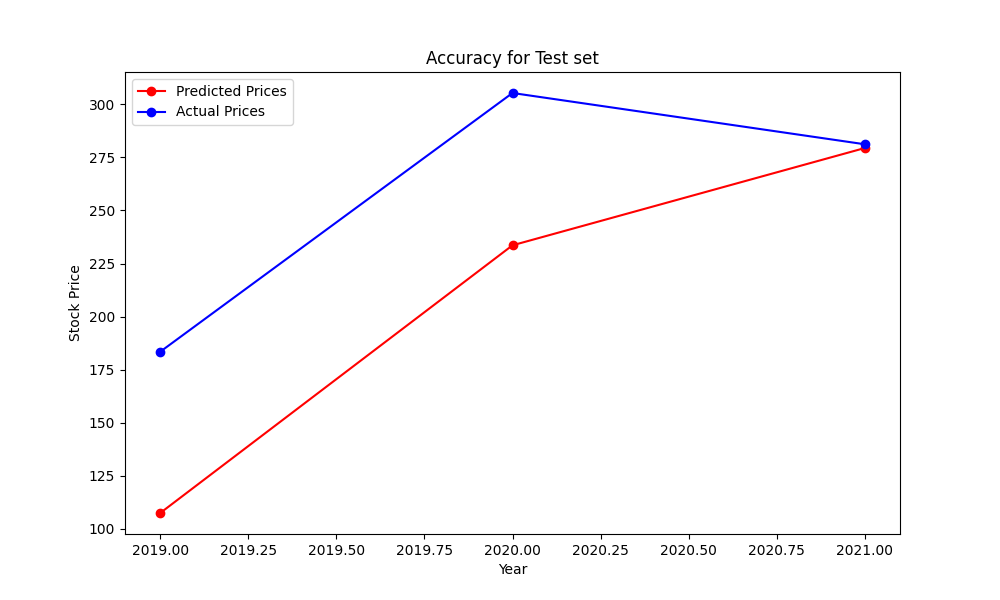 Accuracy for Test set
Predicted Prices
Actual Prices
300
275
250
225
200
175
150
125
100
Stock Price
2019.00 2019.25 2019.50 2019.75 2020.00 2020.25 2020.50 2020.75 2021.00
Year